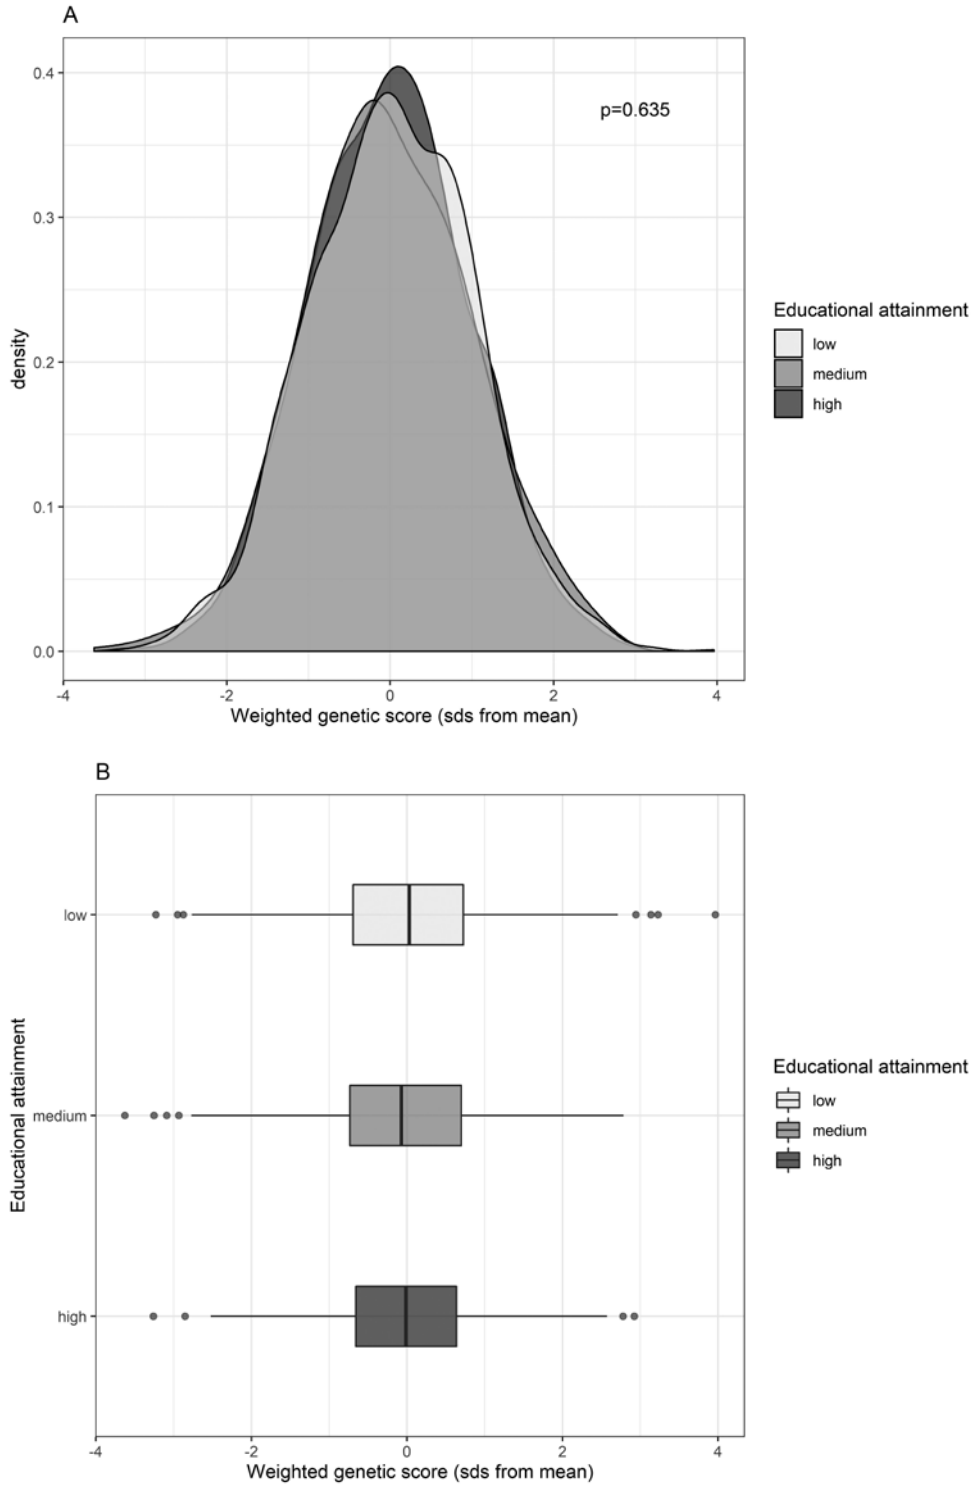 A
0.4
p=0.635
0.3
Educational attainment
low
density
0.2
medium
high
0.1
0.0
-4 -2 0 2 4
Weighted genetic score (sds from mean)
B
low
Educational attainment
Educational attainment
low
medium
medium
high
high
-4 -2 0 2 4
Weighted genetic score (sds from mean)